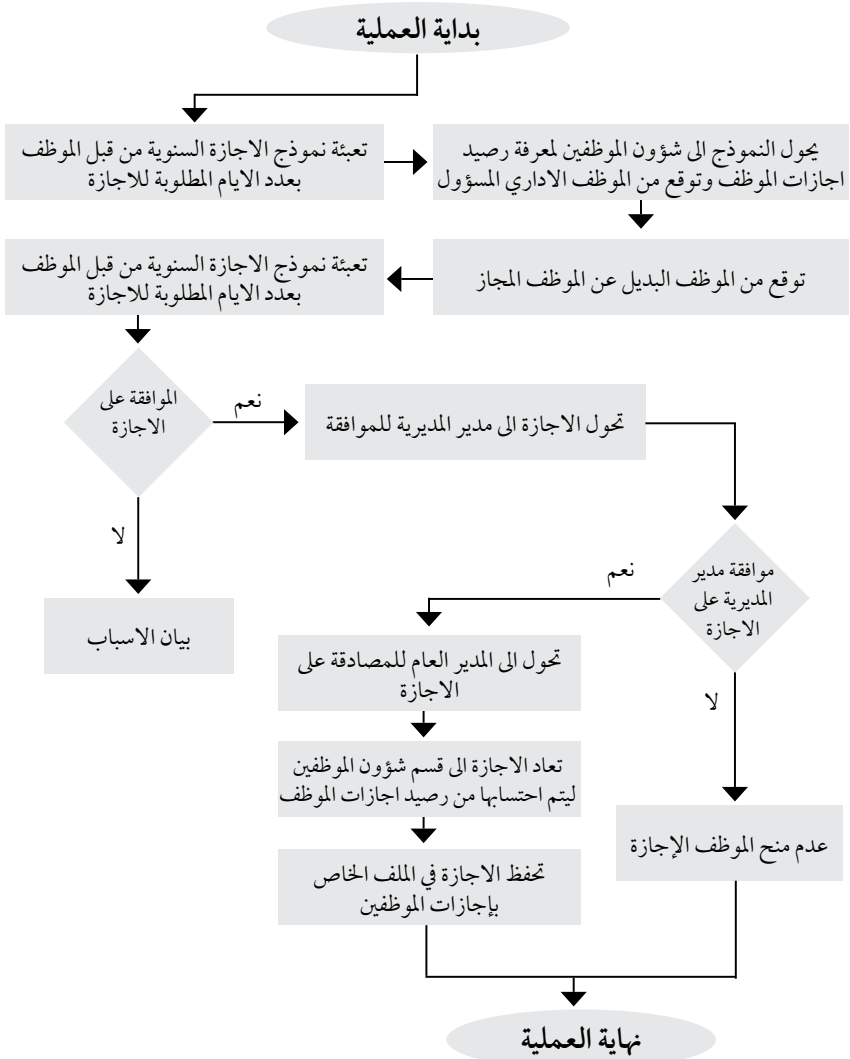 بداية العملية
تعبئة نموذج الاجازة السنوية من قبل الموظف
بعدد الايام المطلوبة للاجازة
يحول النموذج الى شؤون الموظفين لمعرفة رصيد
اجازات الموظف وتوقع من الموظف الاداري المسؤول
توقع من الموظف البديل عن الموظف المجاز
تعبئة نموذج الاجازة السنوية من قبل الموظف
بعدد الايام المطلوبة للاجازة
الموافقة على
الاجازة
نعم
تحول الاجازة الى مدير المديرية للموافقة
لا
بيان الاسباب
موافقة مدير
المديرية على
الاجازة
نعم
تحول الى المدير العام للمصادقة على
الاجازة
لا
تعاد الاجازة الى قسم شؤون الموظفين
ليتم احتسابها من رصيد اجازات الموظف
عدم منح الموظف الإجازة
تحفظ الاجازة في الملف الخاص
بإجازات الموظفين
نهاية العملية